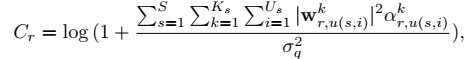 C_r = \log (1 + \frac{\sum_{s=1}^{S} \sum_{k=1}^{K_s} \sum_{i=1}^{U_s} |\mathbf{w}_{r,u(s,i)}^{k}|^2 \alpha_{r,u(s,i)}^{k}}{\sigma_q^2}),